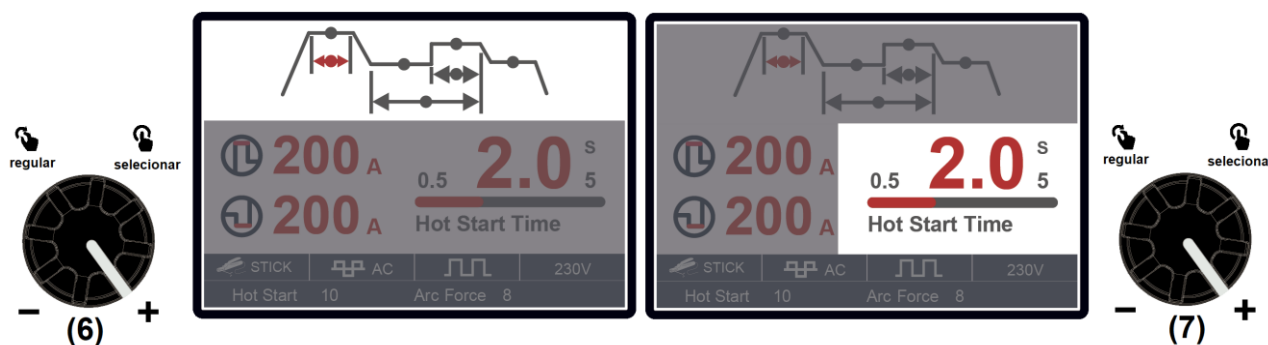 regular
selecionar
(6)
200 A
200 A
2.0 S
0.5
5
Hot Start Time
STICK
AC
230V
Hot Start 10
Arc Force 8
200 A
200 A
2.0 S
0.5
5
Hot Start Time
STICK
AC
230V
Hot Start 10
Arc Force 8
regular
selecionar
− +
(7)
− +